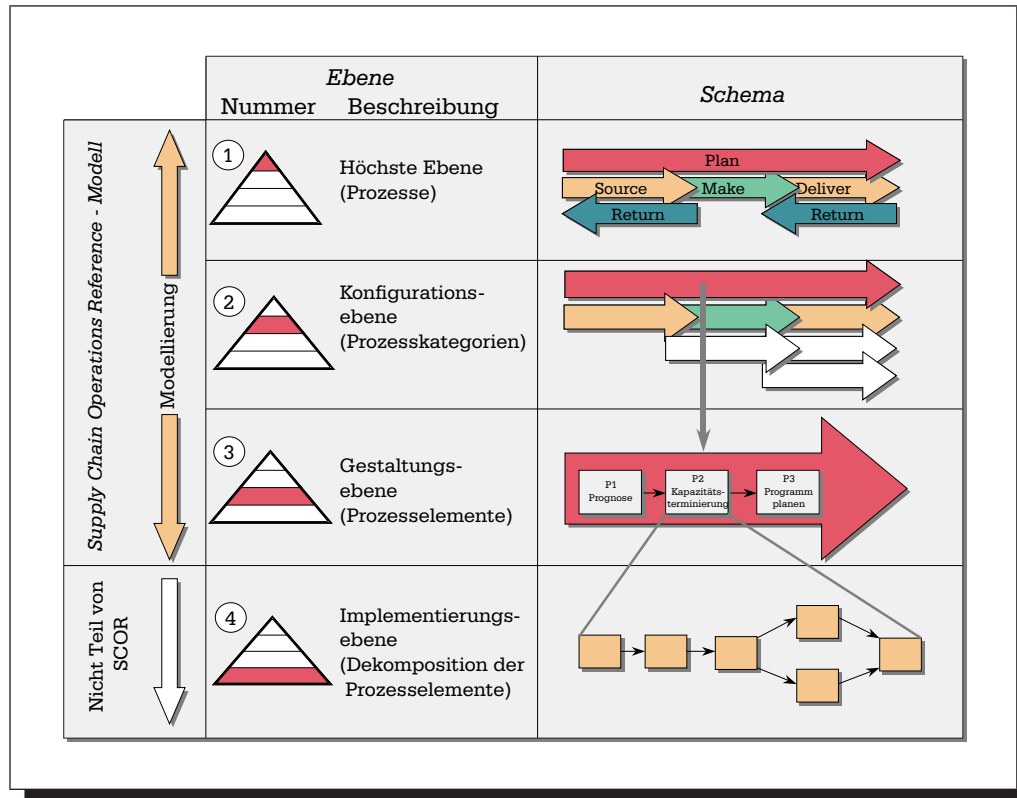 Ebene
Nummer Beschreibung
Schema
Supply Chain Operations Reference - Modell
Modellierung
1
Höchste Ebene
(Prozesse)
Plan
Source
Make
Deliver
Return
Return
2
Konfigurations-
ebene
(Prozesskategorien)
3
Gestaltungs-
ebene
(Prozesselemente)
P1
Prognose
P2
Kapazitäts-
terminierung
P3
Programm
planen
Nicht Teil von
SCOR
4
Implementierungs-
ebene
(Dekomposition der
Prozesselemente)